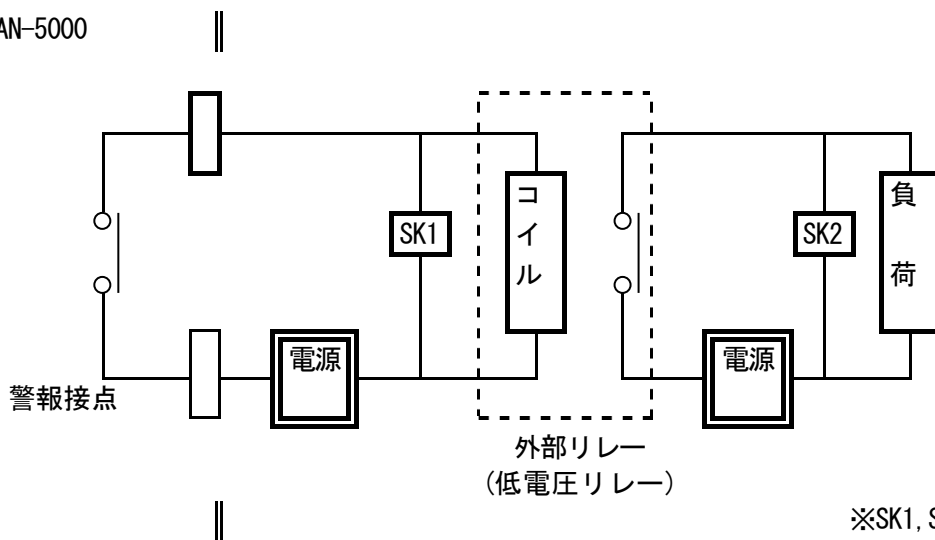 AN-5000
コイル
負荷
SK1
SK2
電源
電源
警報接点
外部リレー
(低電圧リレー)
※SK1, S